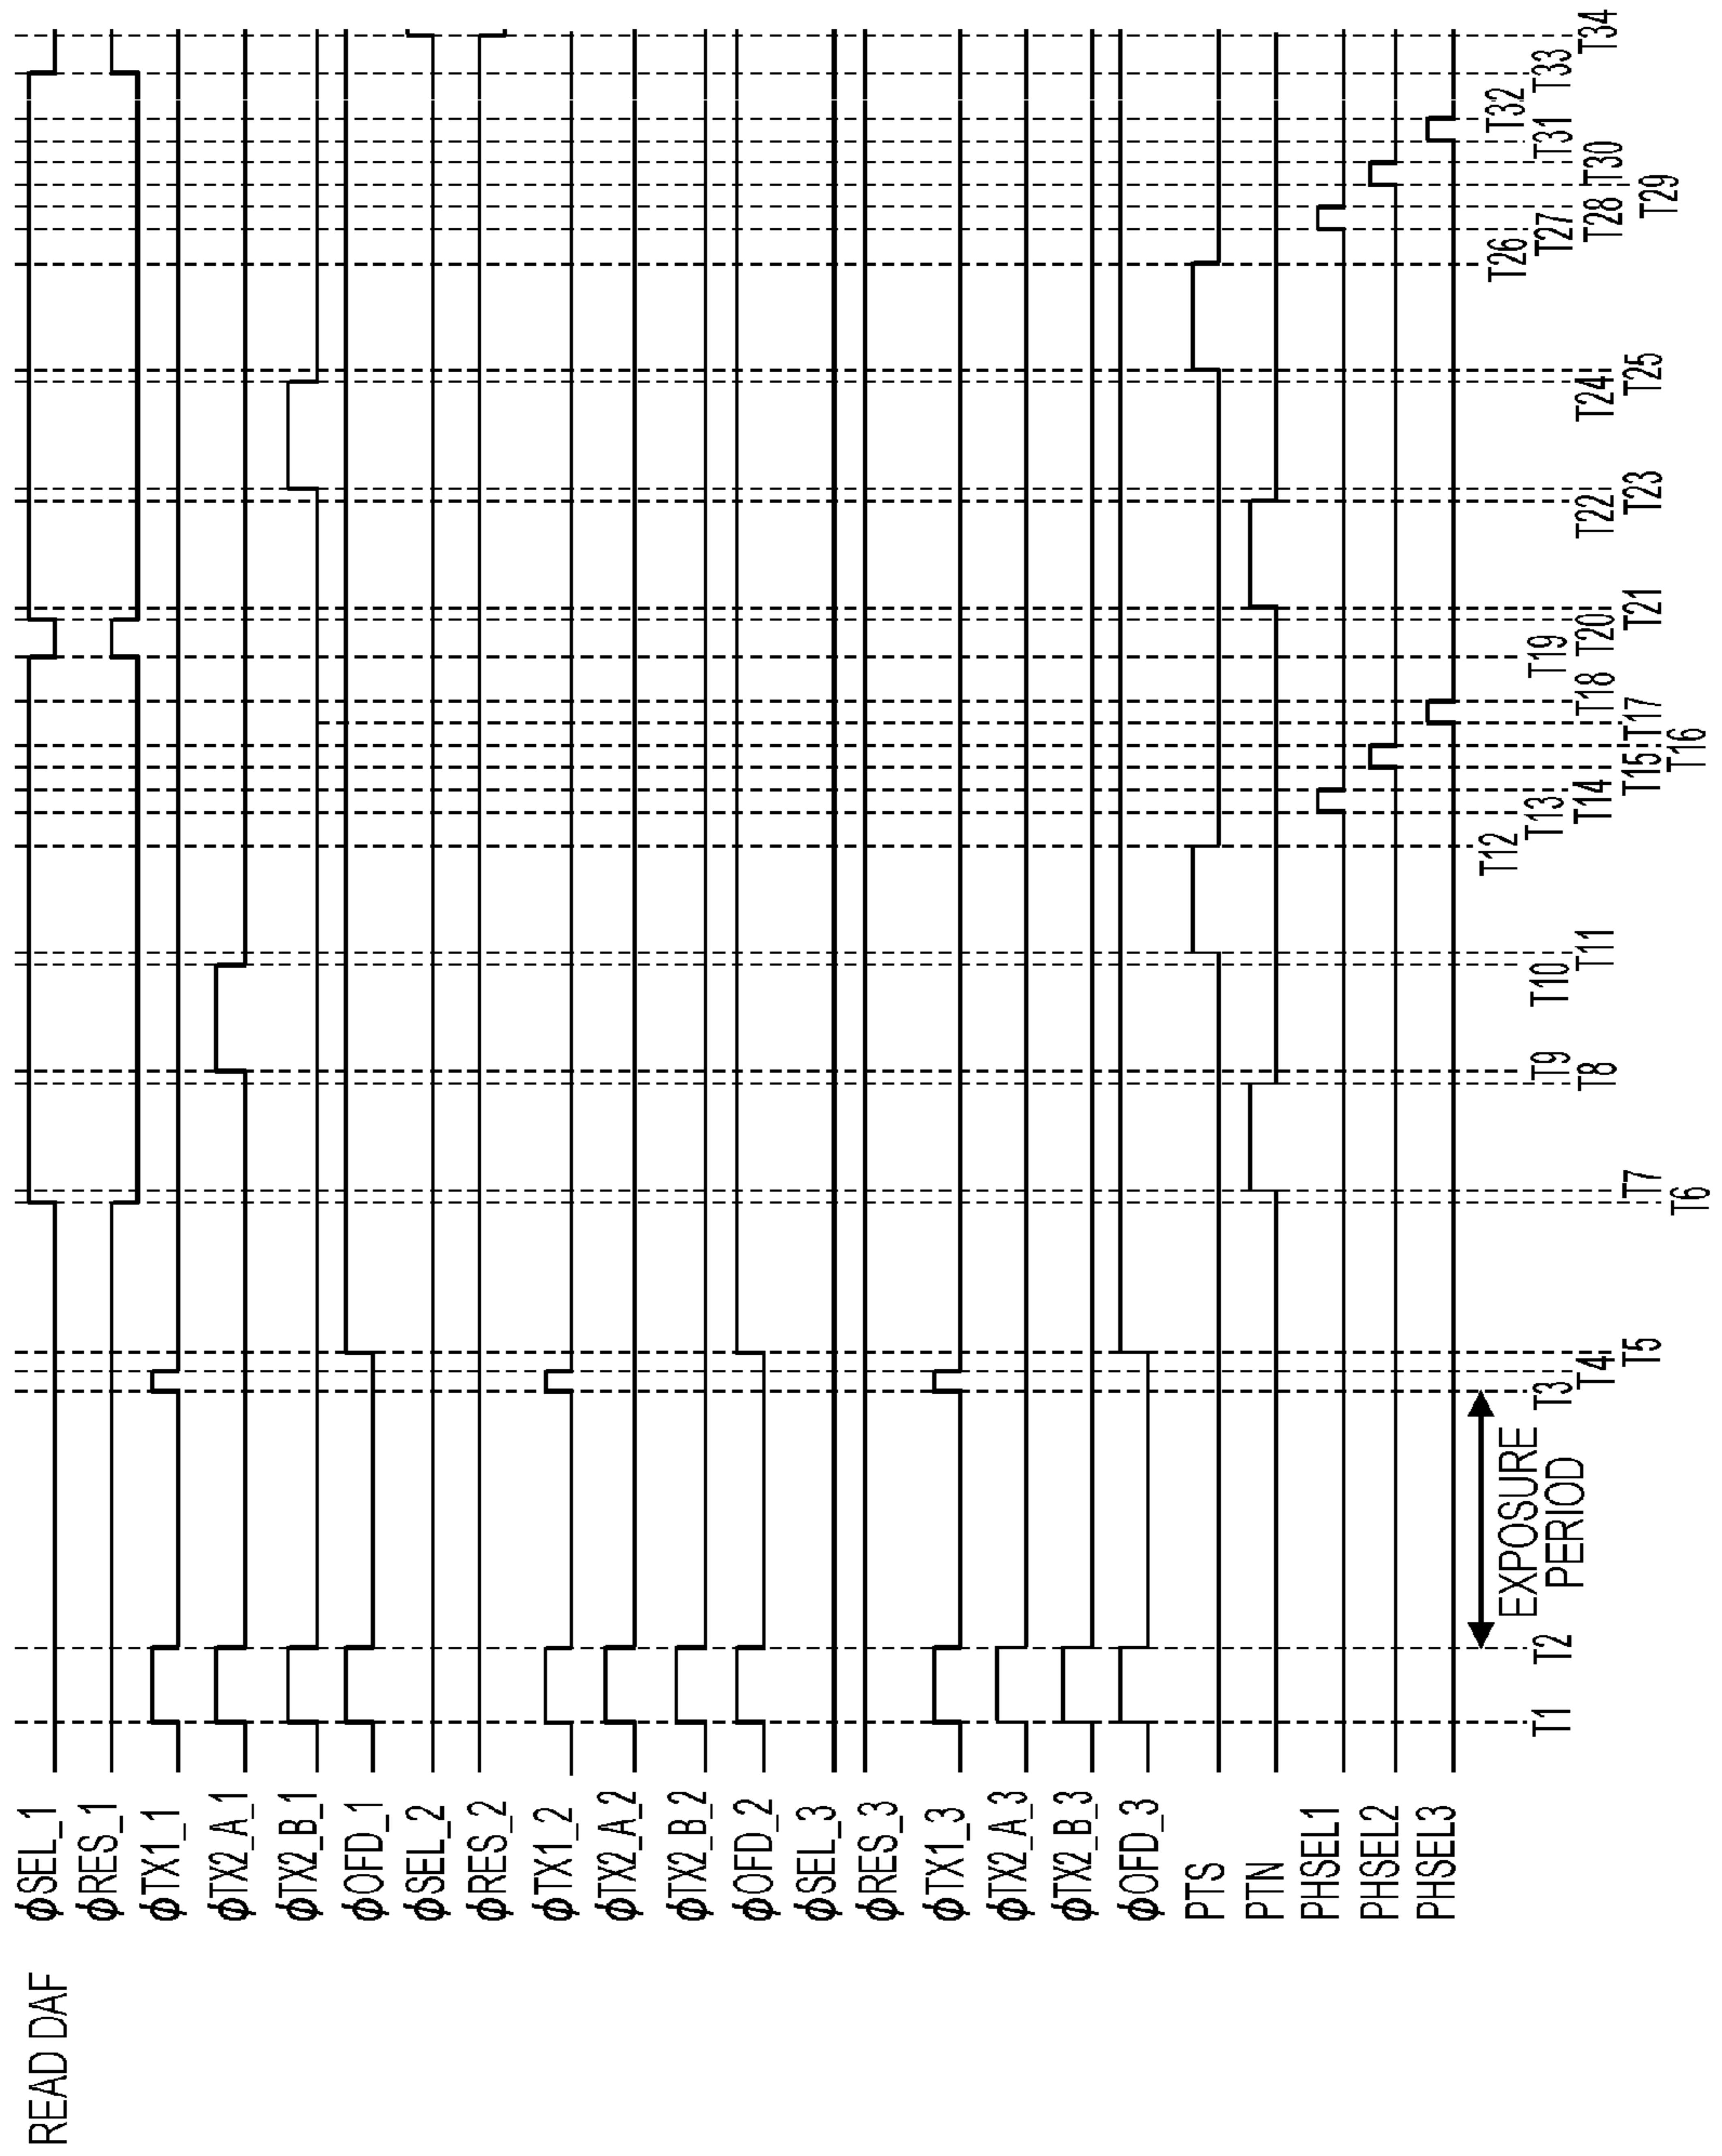 READ DAF
ϕSEL_1
ϕRES_1
ϕTX1_1
ϕTX2_A_1
ϕTX2_B_1
ϕOFD_1
ϕSEL_2
ϕRES_2
ϕTX1_2
ϕTX2_A_2
ϕTX2_B_2
ϕOFD_2
ϕSEL_3
ϕRES_3
ϕTX1_3
ϕTX2_A_3
ϕTX2_B_3
ϕOFD_3
PTS
PTN
PHSEL1
PHSEL2
PHSEL3
EXPOSURE
PERIOD
T1
T2
T3
T4
T5
T6
T7
T8
T9
T10
T11
T12
T13
T14
T15
T16
T17
T18
T19
T20
T21
T22
T23
T24
T25
T26
T27
T28
T29
T30
T31
T32
T33
T34